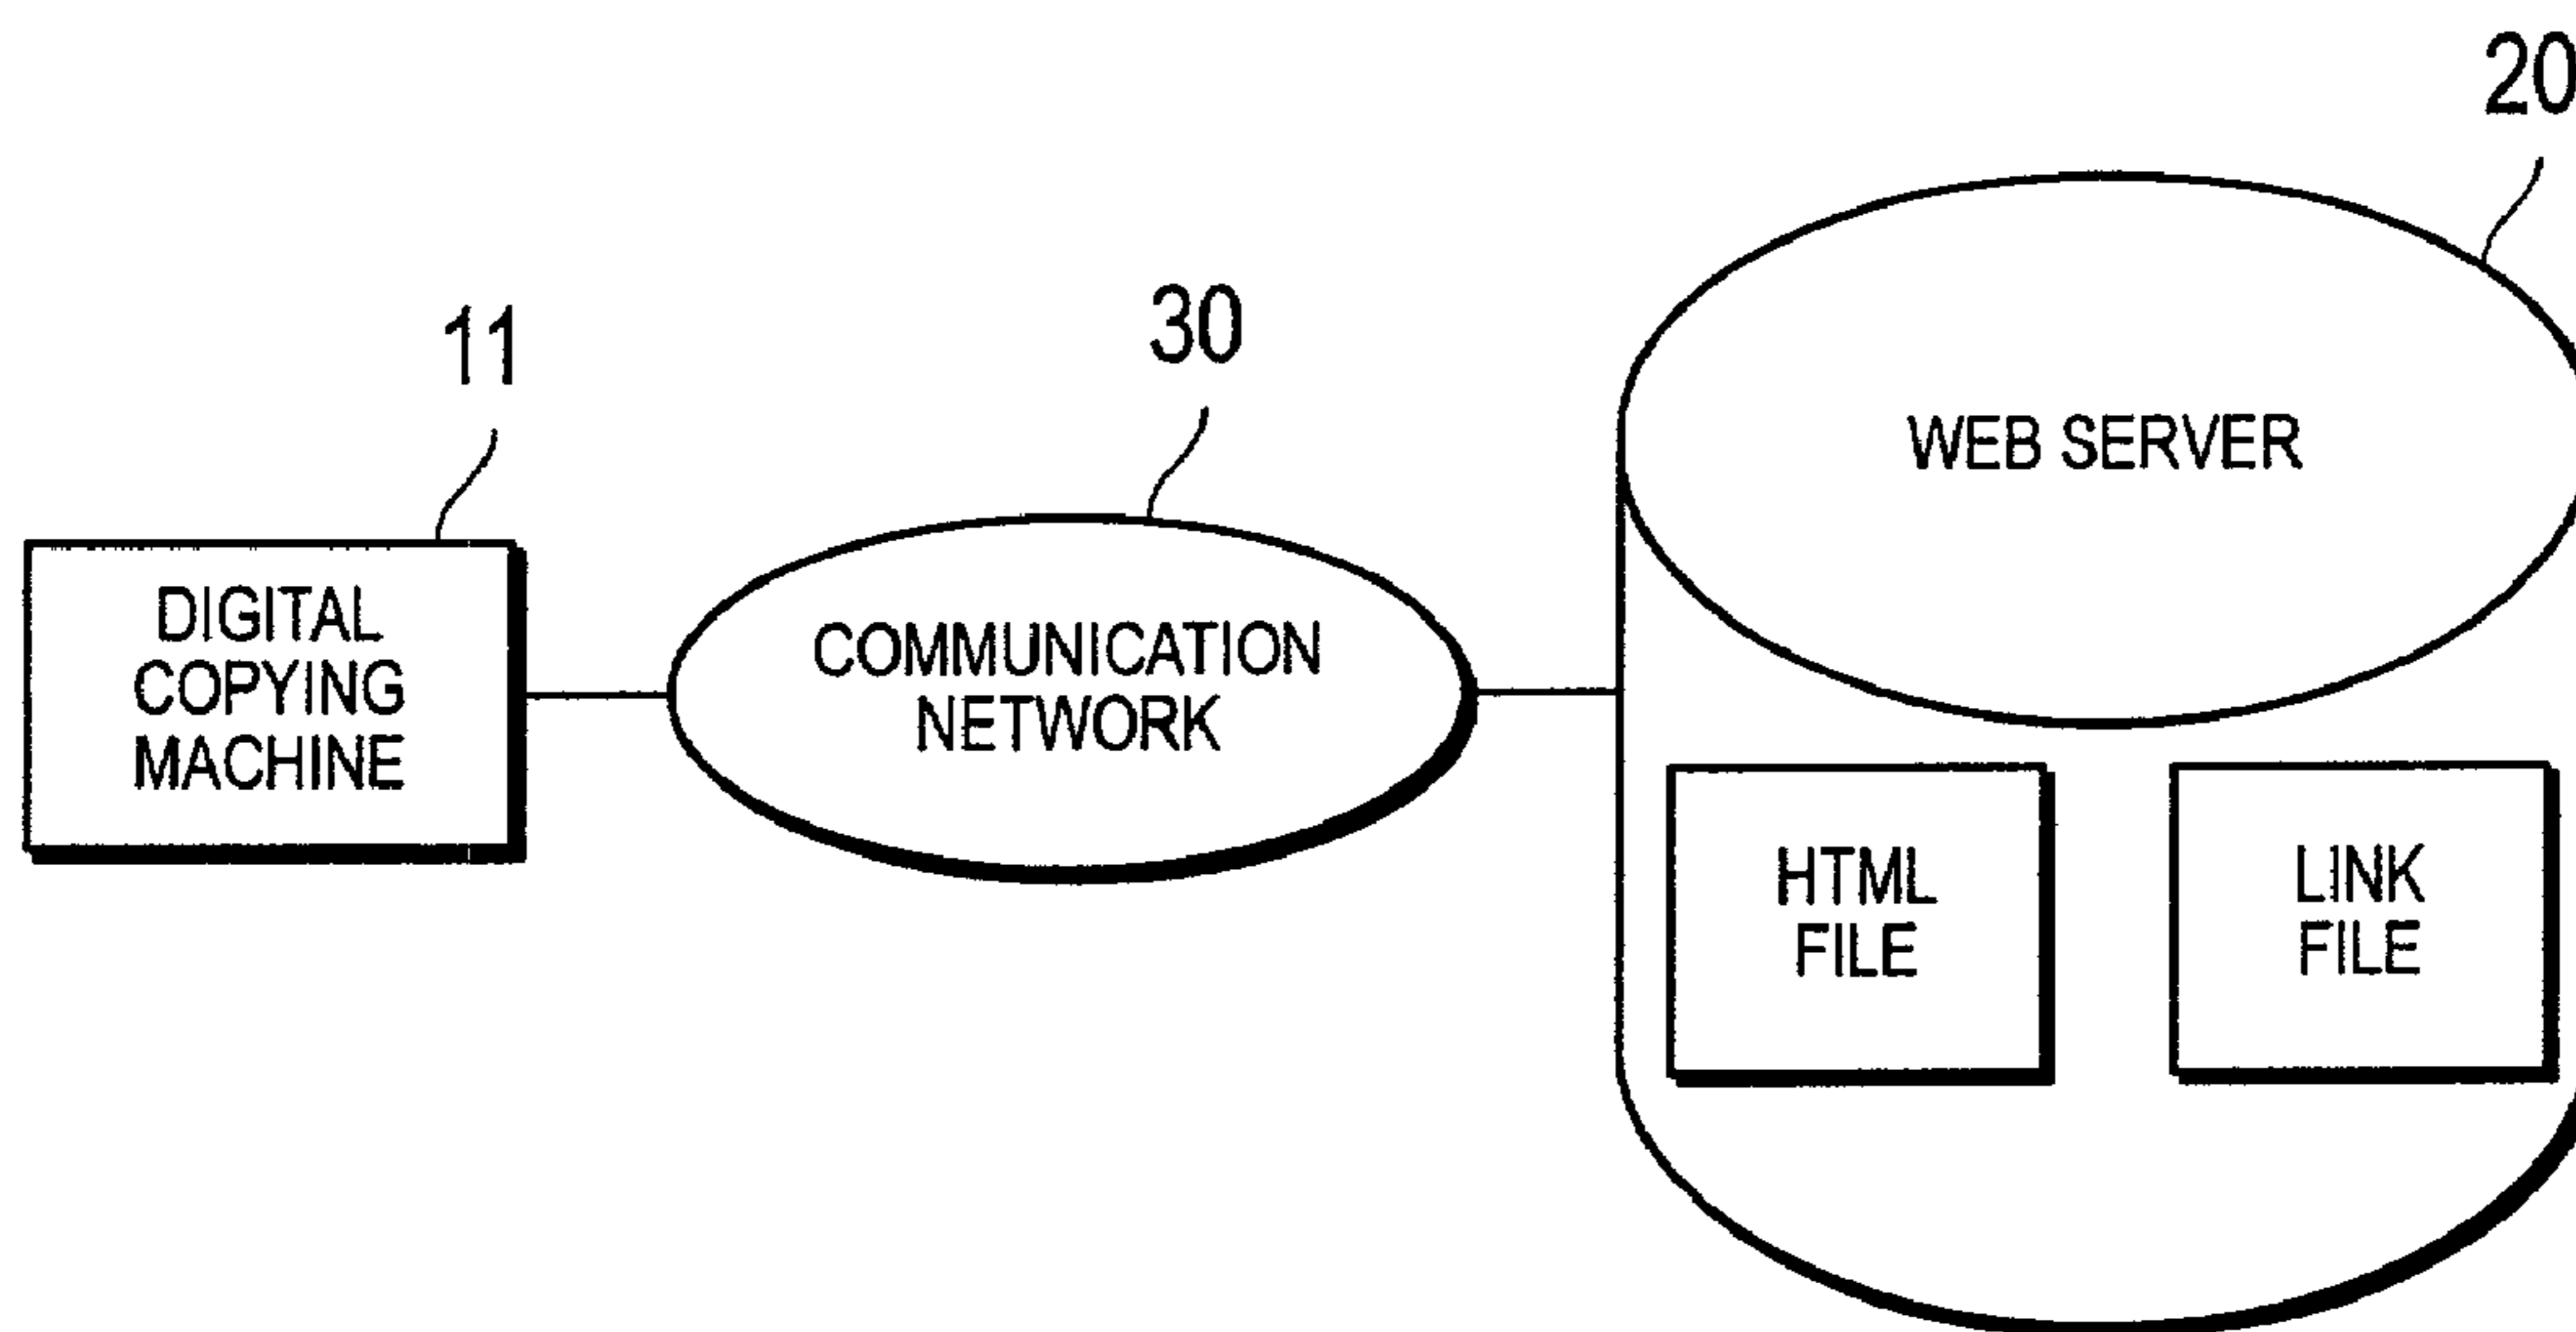 20
11
30
WEB SERVER
DIGITAL
COPYING
MACHINE
COMMUNICATION
NETWORK
HTML
FILE
LINK
FILE